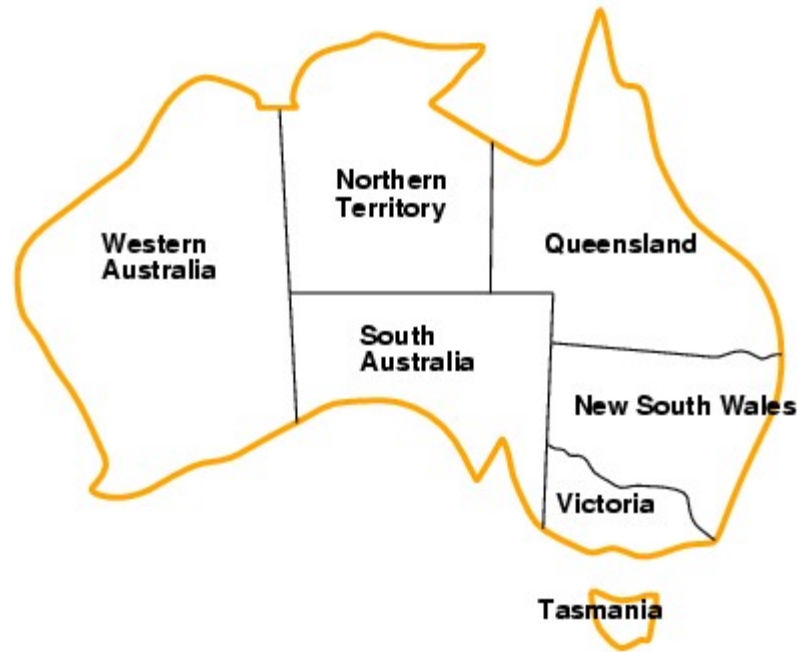 Northern
Territory
Western
Australia
Queensland
South
Australia
New South Wales
Victoria
Tasmania